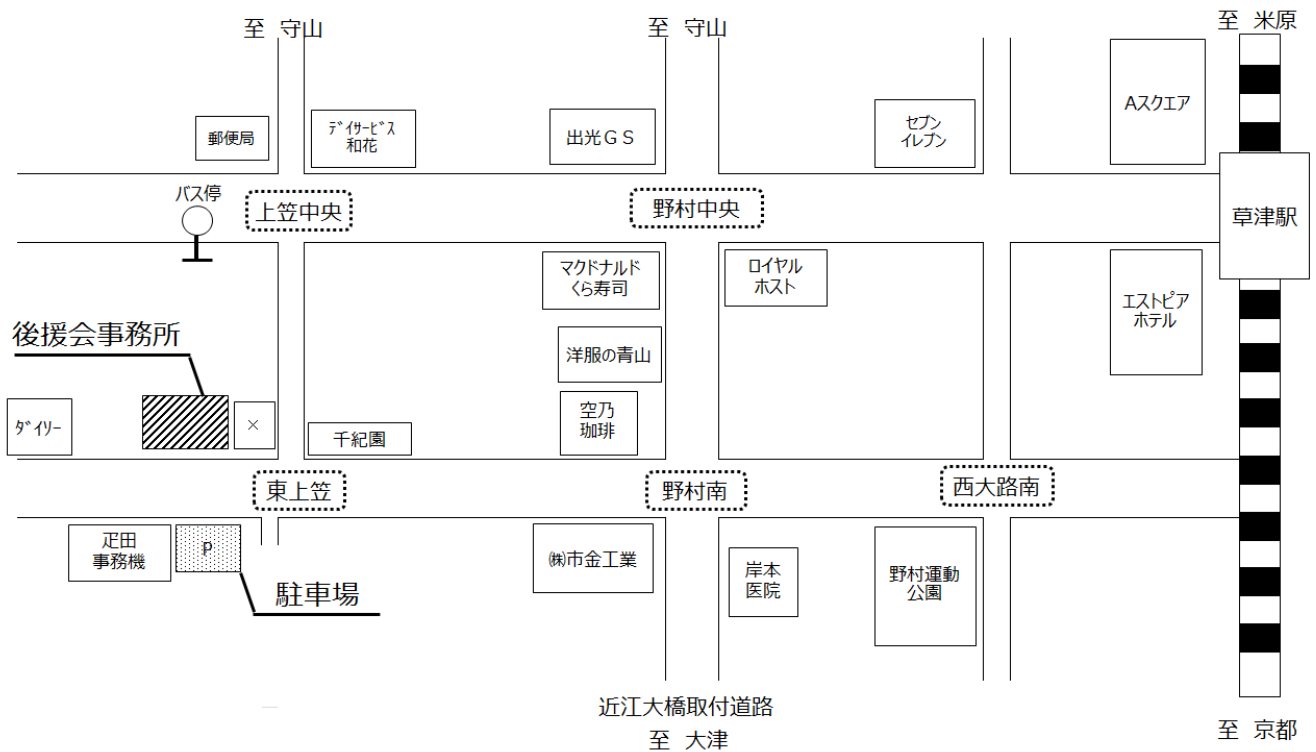 至 守山
至 守山
至 米原
郵便局
ﾃﾞｲｻｰﾋﾞｽ
和花
出光ＧＳ
セブン
イレブン
Aスクエア
バス停
上笠中央
野村中央
草津駅
マクドナルド
くら寿司
ロイヤル
ホスト
エストピア
ホテル
洋服の青山
後援会事務所
ﾀﾞｲﾘｰ
×
千紀園
空乃
珈琲
東上笠
野村南
西大路南
疋田
事務機
P
駐車場
㈱市金工業
岸本
医院
野村運動
公園
近江大橋取付道路
至 大津
至 京都